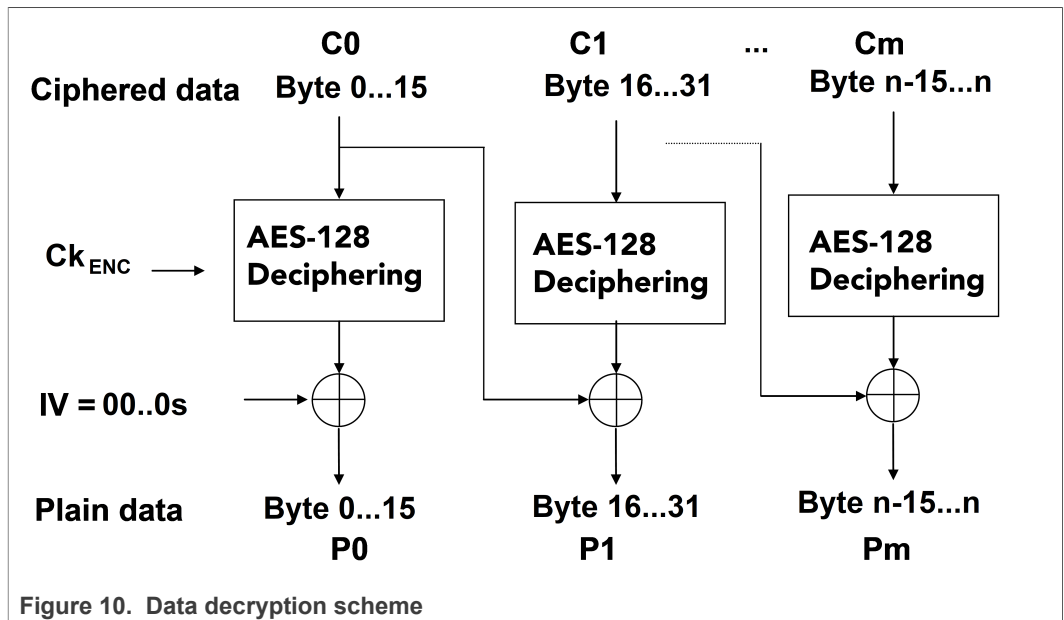 C0 C1 ... Cm
Ciphered data Byte 0...15 Byte 16...31 Byte n-15...n
AES-128
Deciphering
AES-128
Deciphering
AES-128
Deciphering
CkENC
IV = 00..0s
Plain data Byte 0...15 Byte 16...31 Byte n-15...n
P0 P1 Pm
Figure 10. Data decryption scheme